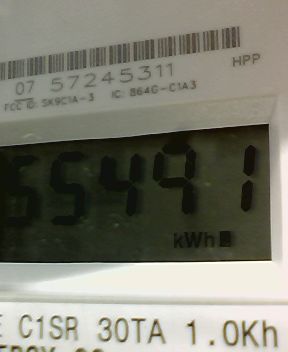 07 57245311 HPP
FCC ID: SK9C1A-3 IC: 864G-C1A3
55491
kWh
C1SR 30TA 1.0Kh